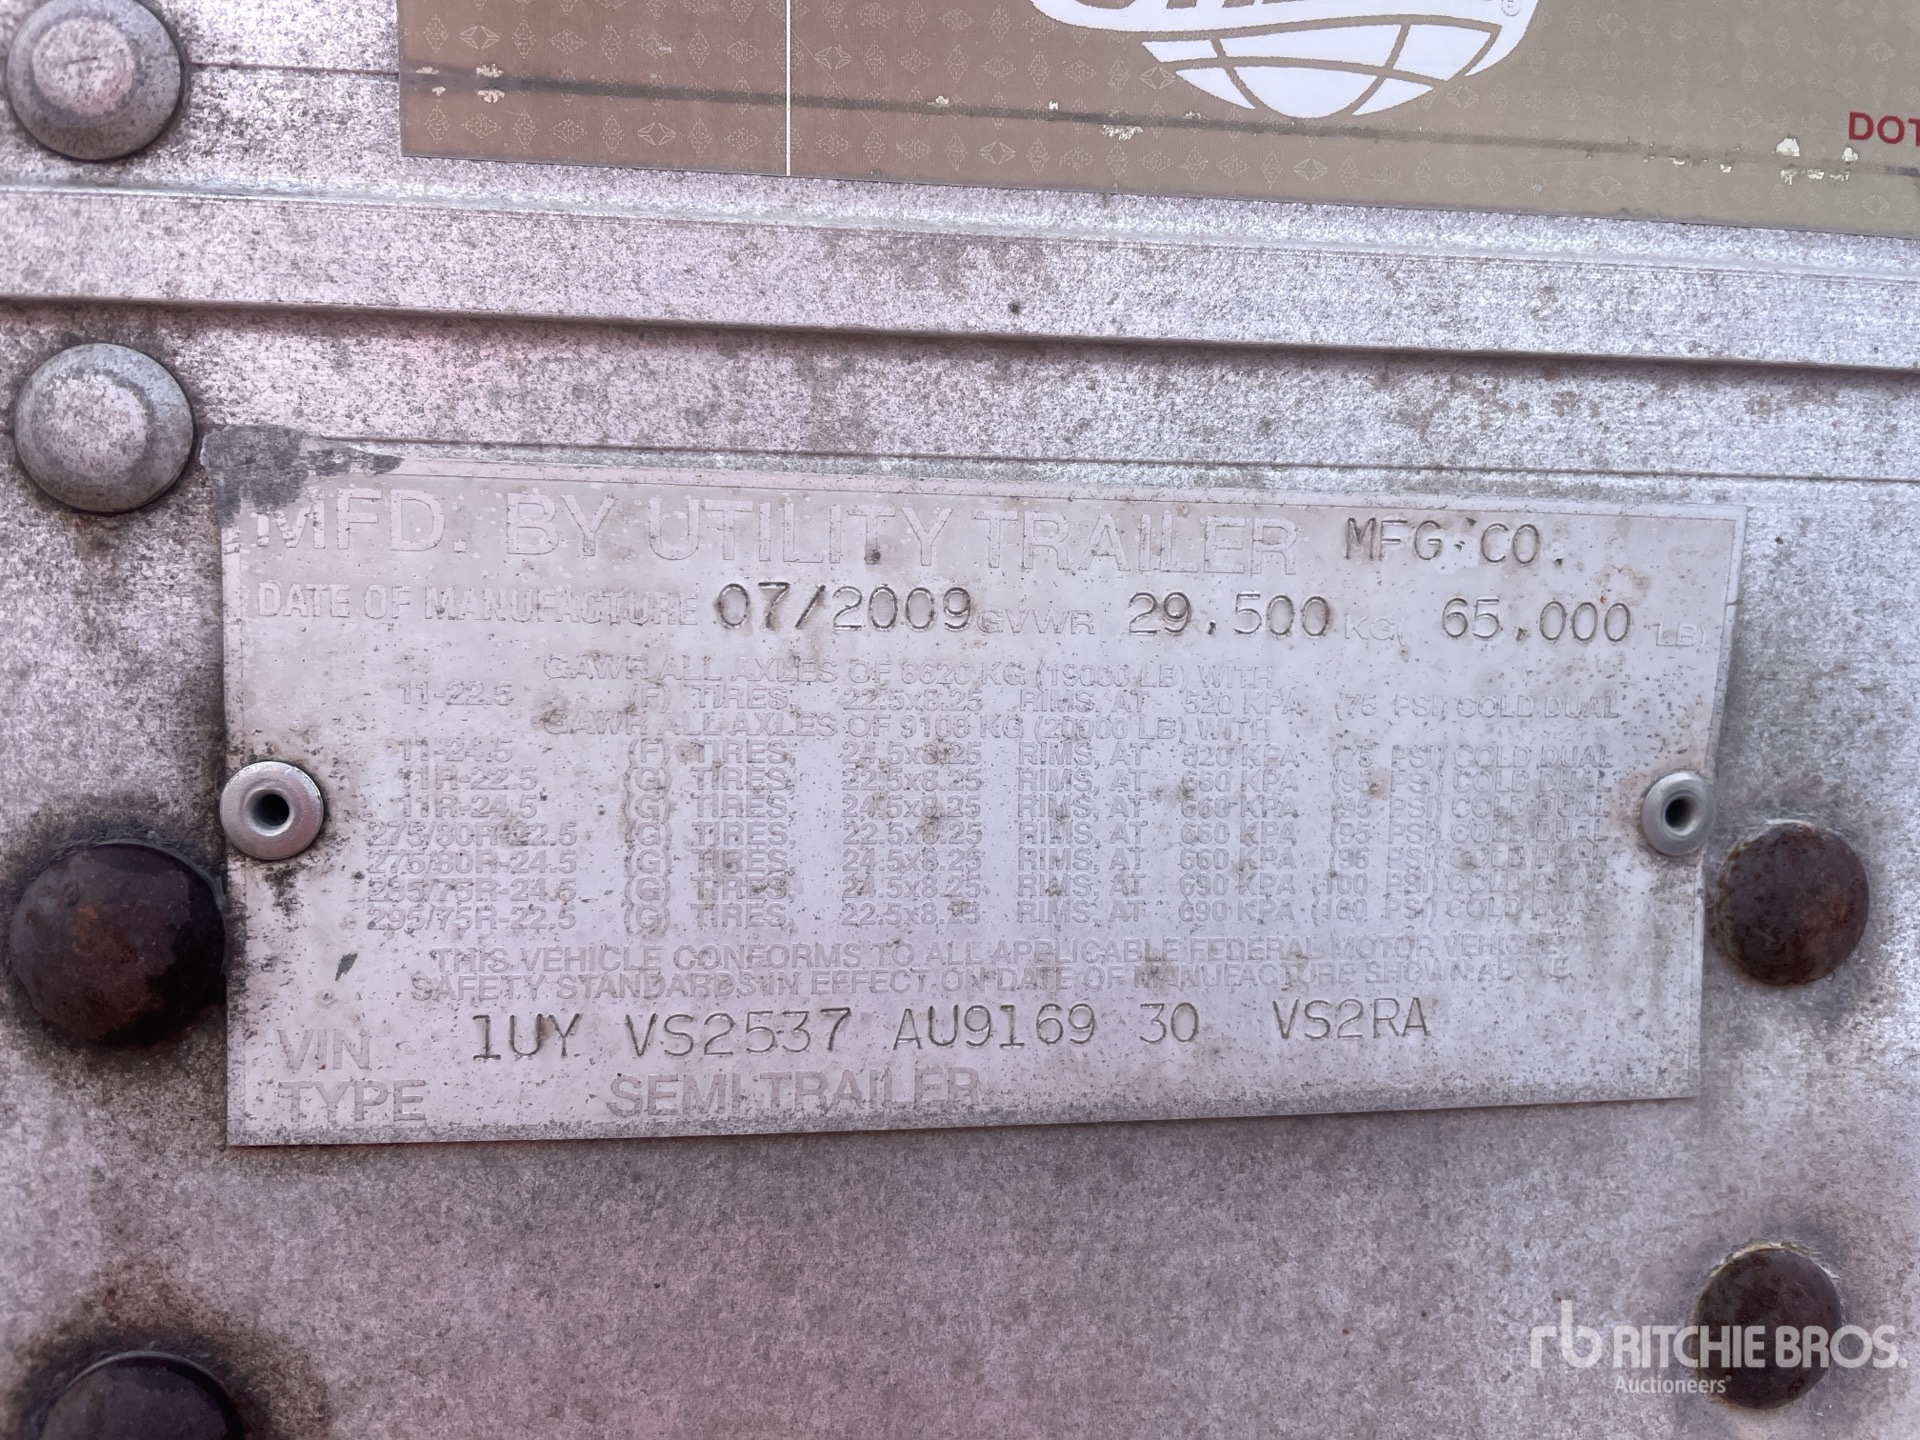 DOT
MFD. BY UTILITY TRAILER MFG.CO.
DATE OF MANUFACTURE 07/2009 GVWR 29.500 KG( 65.000 LB)
GAWR ALL AXLES OF 8620 KG (19000 LB) WITH
11-22.5 (F) TIRES, 22.5x8.25 RIMS, AT 520 KPA (75 PSI) COLD DUAL
GAWR ALL AXLES OF 9108 KG (20000 LB) WITH
11-24.5 (F) TIRES, 24.5x8.25 RIMS, AT 520 KPA (75 PSI) COLD DUAL
11R-22.5 (G) TIRES, 22.5x8.25 RIMS, AT 660 KPA (95 PSI) COLD DUAL
11R-24.5 (G) TIRES, 24.5x8.25 RIMS, AT 660 KPA (95 PSI) COLD DUAL
275/80R-22.5 (G) TIRES, 22.5x8.25 RIMS, AT 660 KPA (95 PSI) COLD DUAL
275/80R-24.5 (G) TIRES, 24.5x8.25 RIMS, AT 660 KPA (95 PSI) COLD DUAL
285/75R-24.5 (G) TIRES, 24.5x8.25 RIMS, AT 690 KPA (100 PSI) COLD DUAL
295/75R-22.5 (G) TIRES, 22.5x8.25 RIMS, AT 690 KPA (100 PSI) COLD DUAL
THIS VEHICLE CONFORMS TO ALL APPLICABLE FEDERAL MOTOR VEHICLE
SAFETY STANDARDS IN EFFECT ON DATE OF MANUFACTURE SHOWN ABOVE
VIN 1UY VS2537 AU9169 30 VS2RA
TYPE SEMI TRAILER
rb RITCHIE BROS.
Auctioneers